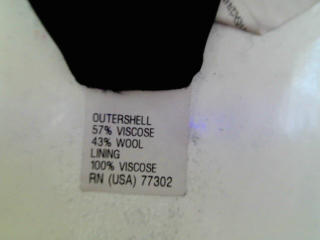 OUTERSHELL
57% VISCOSE
43% WOOL
LINING
100% VISCOSE
RN (USA) 77302